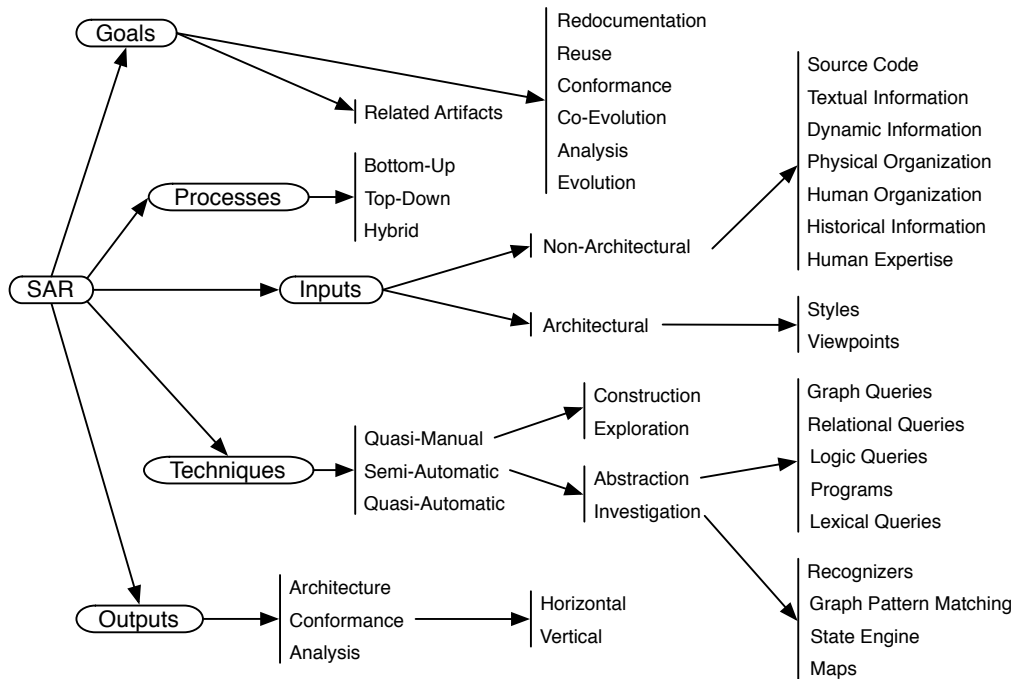 Goals
Related Artifacts
Redocumentation
Reuse
Conformance
Co-Evolution
Analysis
Evolution
Processes
Bottom-Up
Top-Down
Hybrid
SAR
Inputs
Non-Architectural
Source Code
Textual Information
Dynamic Information
Physical Organization
Human Organization
Historical Information
Human Expertise
Architectural
Styles
Viewpoints
Techniques
Quasi-Manual
Semi-Automatic
Quasi-Automatic
Construction
Exploration
Abstraction
Investigation
Graph Queries
Relational Queries
Logic Queries
Programs
Lexical Queries
Recognizers
Graph Pattern Matching
State Engine
Maps
Outputs
Architecture
Conformance
Analysis
Horizontal
Vertical